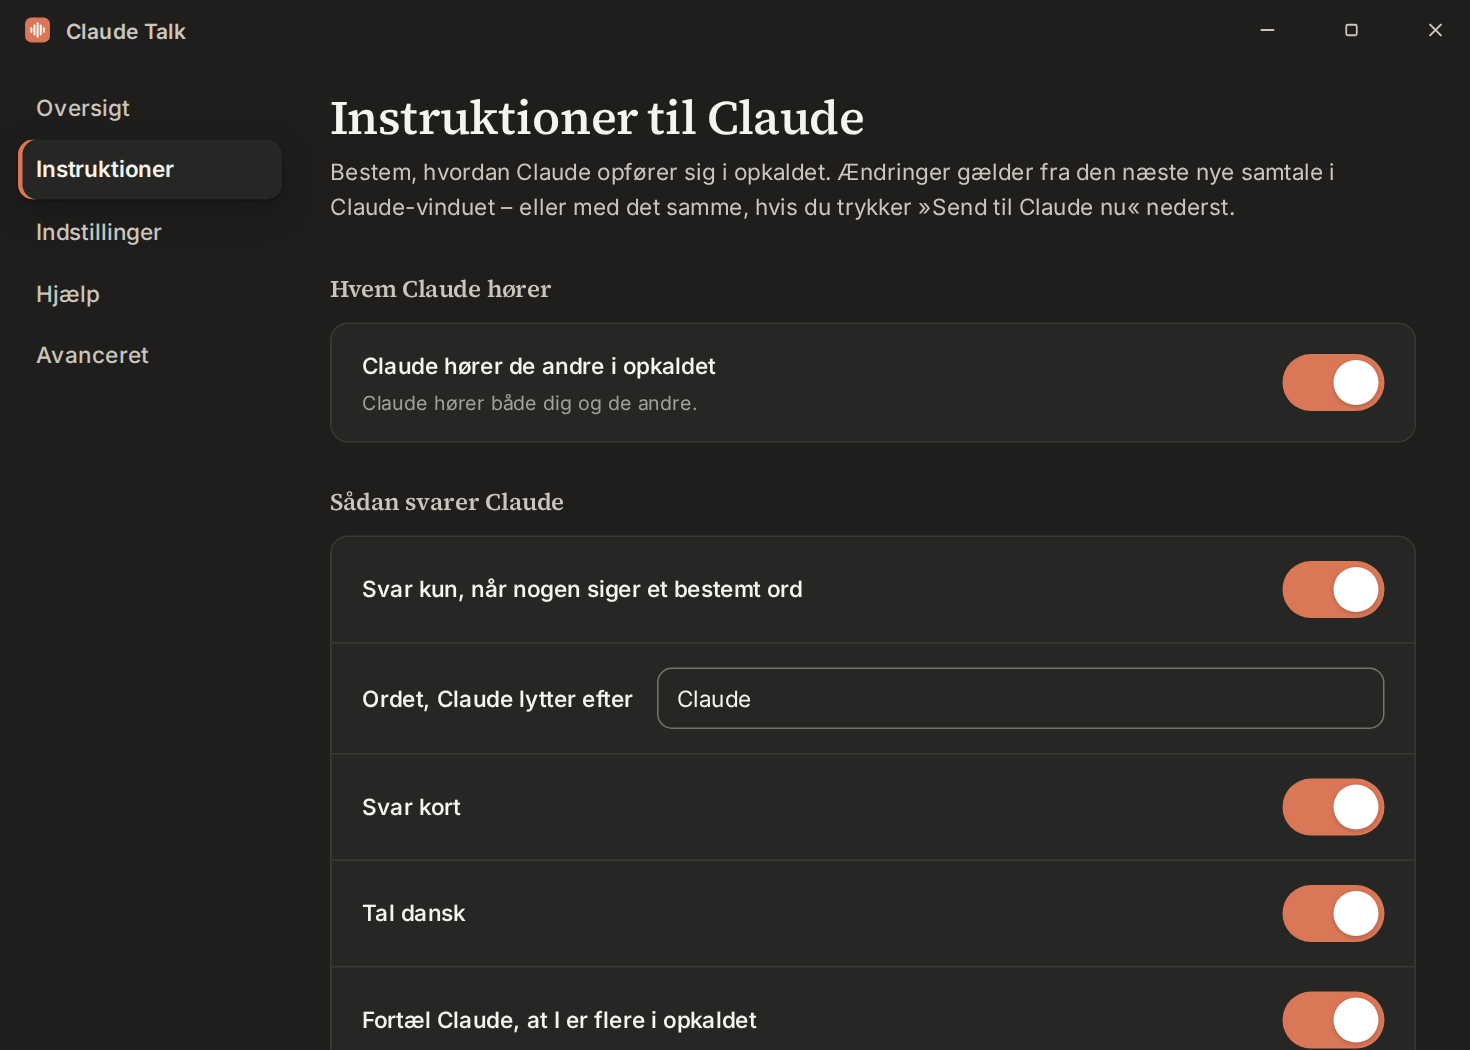 Claude Talk
Oversigt
Instruktioner
Indstillinger
Hjælp
Avanceret
Instruktioner til Claude
Bestem, hvordan Claude opfører sig i opkaldet. Ændringer gælder fra den næste nye samtale i
Claude-vinduet – eller med det samme, hvis du trykker »Send til Claude nu« nederst.
Hvem Claude hører
Claude hører de andre i opkaldet
Claude hører både dig og de andre.
Sådan svarer Claude
Svar kun, når nogen siger et bestemt ord
Ordet, Claude lytter efter
Claude
Svar kort
Tal dansk
Fortæl Claude, at I er flere i opkaldet